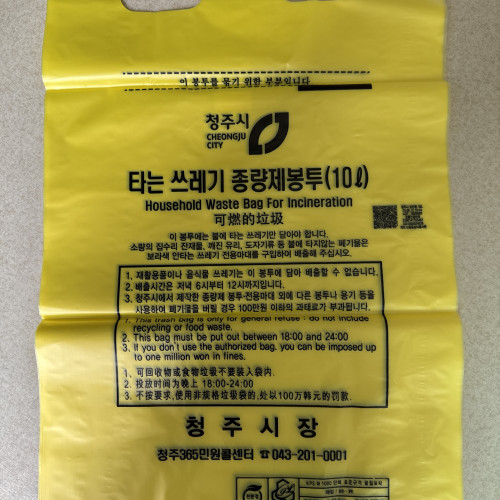 이 봉투를 묶기 위한 부분입니다
청주시
CHEONGJU
CITY
타는 쓰레기 종량제봉투(10ℓ)
Household Waste Bag For Incineration
可燃的垃圾
이 봉투에는 불에 타는 쓰레기만 담아야 합니다.
소량의 집수리 잔재물, 깨진 유리, 도자기류 등 불에 타지않는 폐기물은
보라색 안타는 쓰레기 전용마대를 구입하여 배출해 주십시오.
1. 재활용품이나 음식물 쓰레기는 이 봉투에 담아 배출할 수 없습니다.
2. 배출시간은 저녁 6시부터 12시까지입니다.
3. 청주시에서 제작한 종량제 봉투·전용마대 외에 다른 봉투나 용기 등을
사용하여 폐기물을 버릴 경우 100만원 이하의 과태료가 부과됩니다.
1. This trash bag is only for general refuse : do not include
recycling or food waste.
2. This bag must be put out between 18:00 and 24:00
3. If you don't use the authorized bag, you can be imposed up
to one million won in fines.
1. 可回收物或食物垃圾不要装入袋内.
2. 投放时间为晚上 18:00-24:00
3. 不按要求,使用非规格垃圾袋的,处以100万韩元的罚款.
청주시장
청주365민원콜센터 ☎043-201-0001